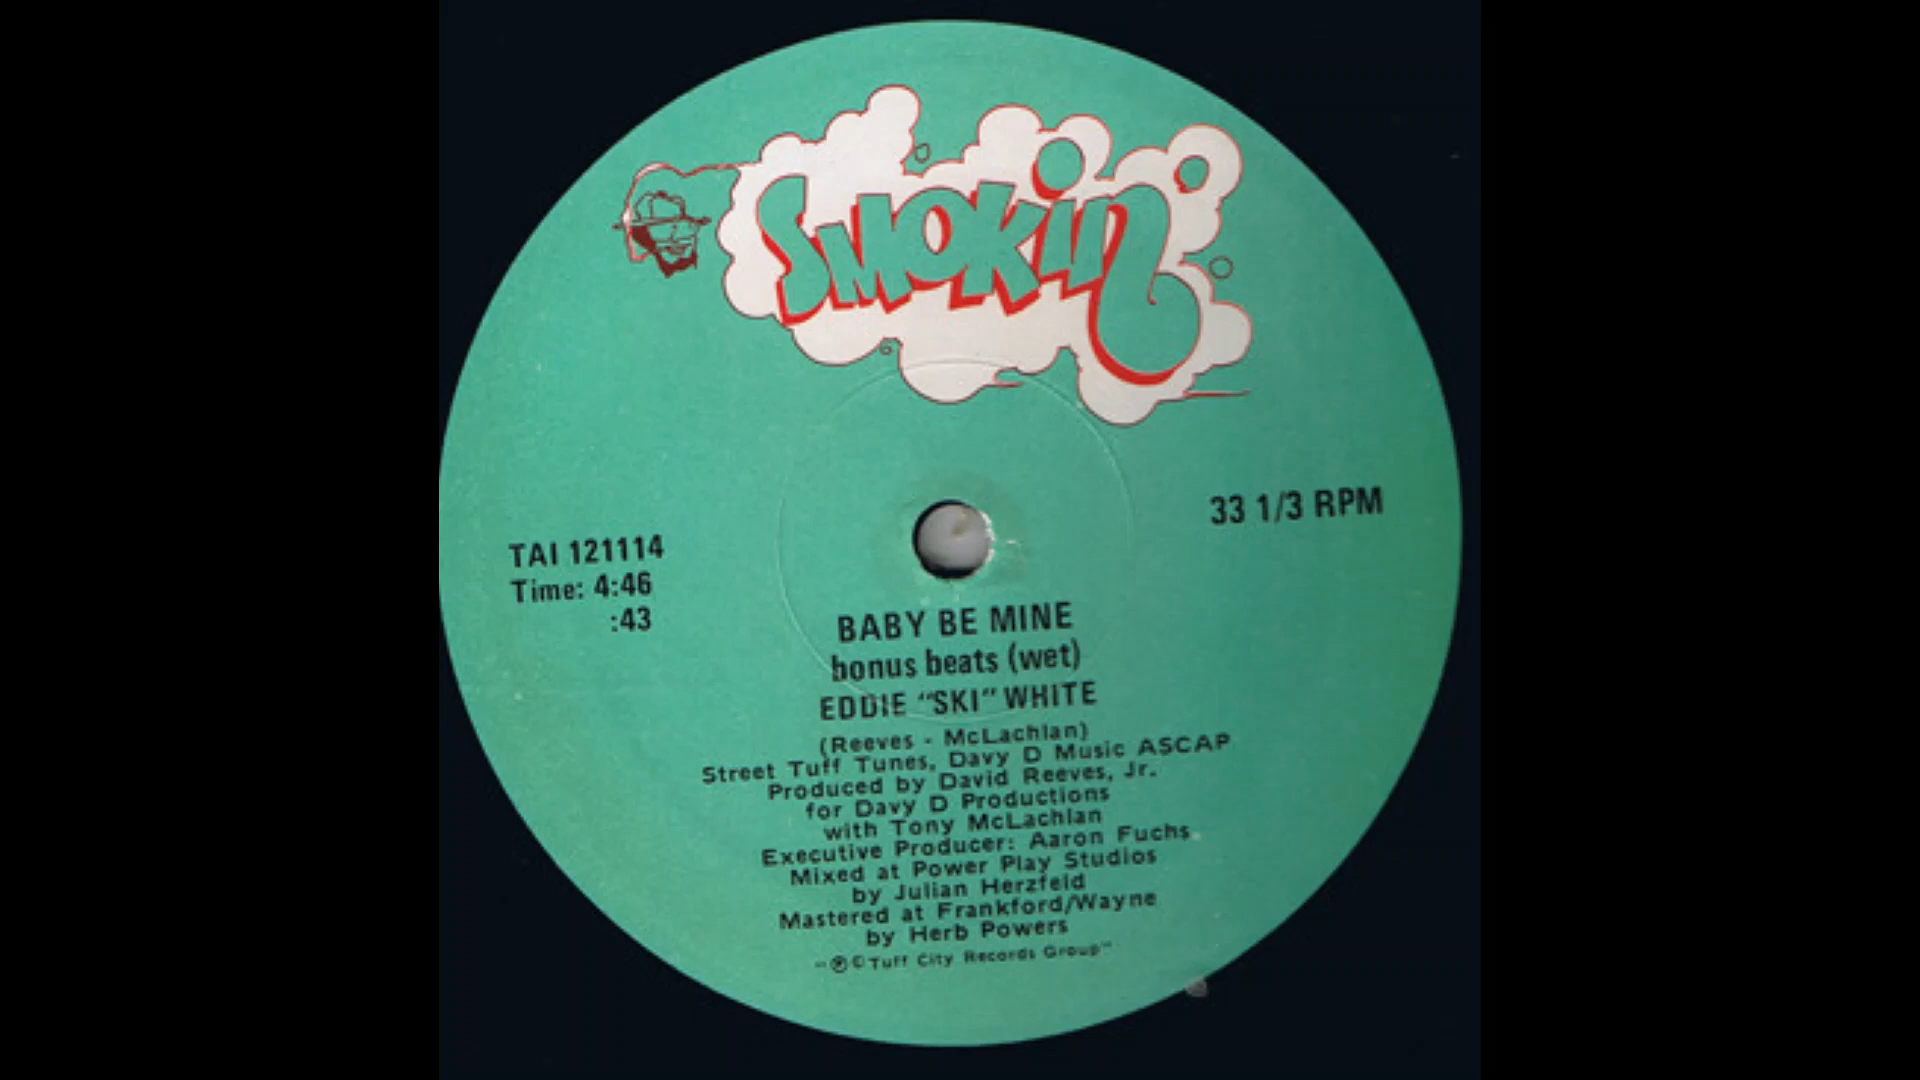 SMOKIN
33 1/3 RPM
TAI 121114
Time: 4:46
:43
BABY BE MINE
bonus beats (wet)
EDDIE "SKI" WHITE
(Reeves - McLachlan)
Street Tuff Tunes, Davy D Music ASCAP
Produced by David Reeves, Jr.
for Davy D Productions
with Tony McLachlan
Executive Producer: Aaron Fuchs
Mixed at Power Play Studios
by Julian Herzfeld
Mastered at Frankford/Wayne
by Herb Powers
"℗©Tuff City Records Group"